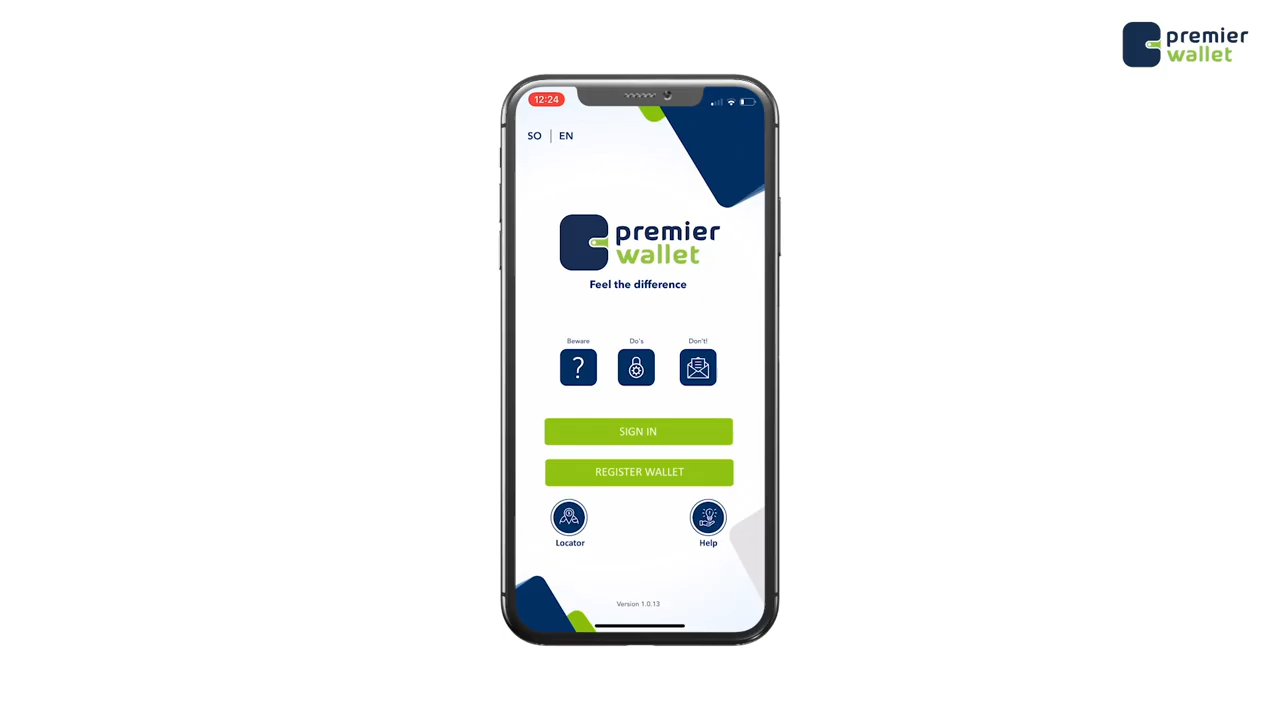 premier
wallet
12:24
SO | EN
premier
wallet
Feel the difference
Beware
Do's
Don't!
SIGN IN
REGISTER WALLET
Locator
Help
Version 1.0.13